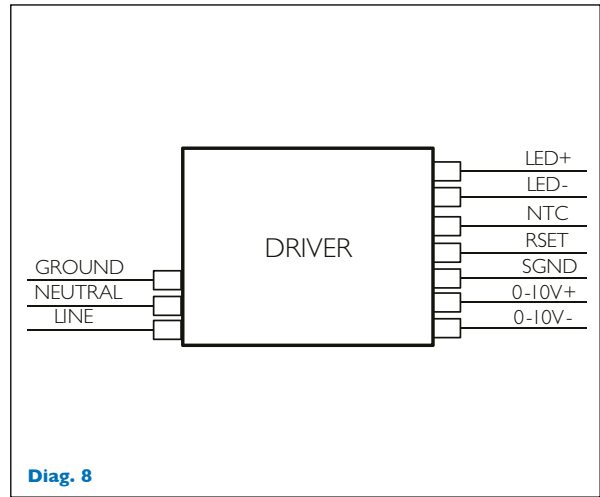 LED+
LED-
NTC
DRIVER
RSET
GROUND
SGND
NEUTRAL
0-10V+
LINE
0-10V-
Diag. 8